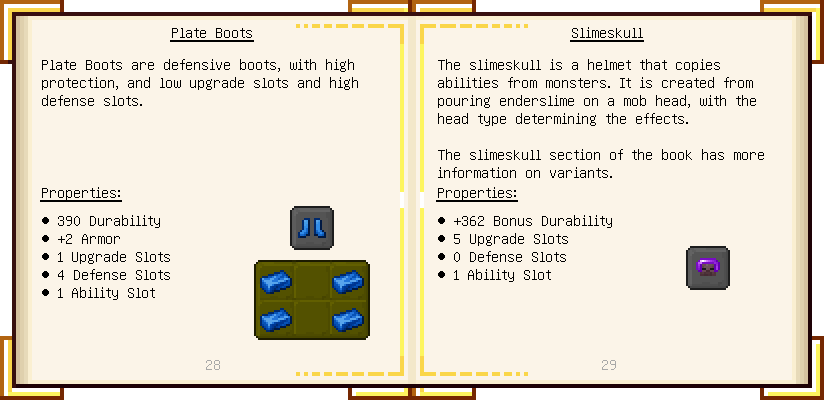 Plate Boots
Plate Boots are defensive boots, with high
protection, and low upgrade slots and high
defense slots.
Properties:
• 390 Durability
• +2 Armor
• 1 Upgrade Slots
• 4 Defense Slots
• 1 Ability Slot
28
Slimeskull
The slimeskull is a helmet that copies
abilities from monsters. It is created from
pouring enderslime on a mob head, with the
head type determining the effects.
The slimeskull section of the book has more
information on variants.
Properties:
• +362 Bonus Durability
• 5 Upgrade Slots
• 0 Defense Slots
• 1 Ability Slot
29